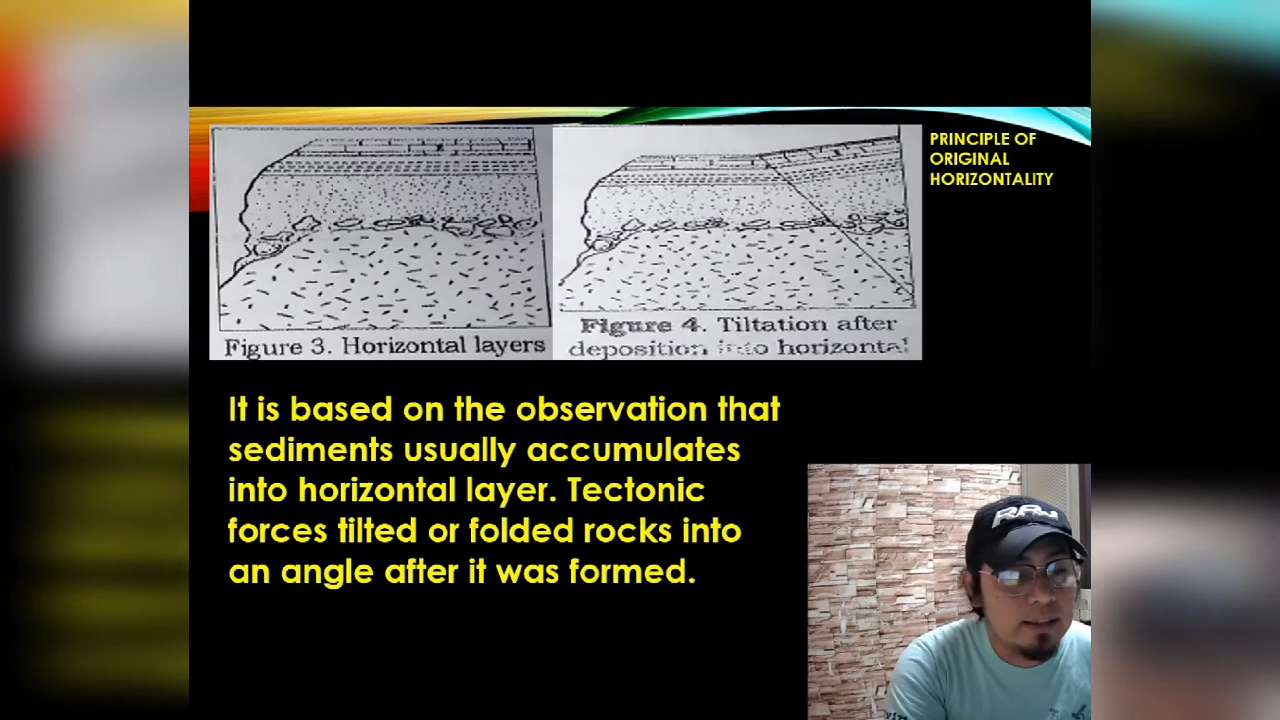 PRINCIPLE OF
ORIGINAL
HORIZONTALITY
Figure 3. Horizontal layers
Figure 4. Tiltation after
deposition into horizontal
It is based on the observation that
sediments usually accumulates
into horizontal layer. Tectonic
forces tilted or folded rocks into
an angle after it was formed.